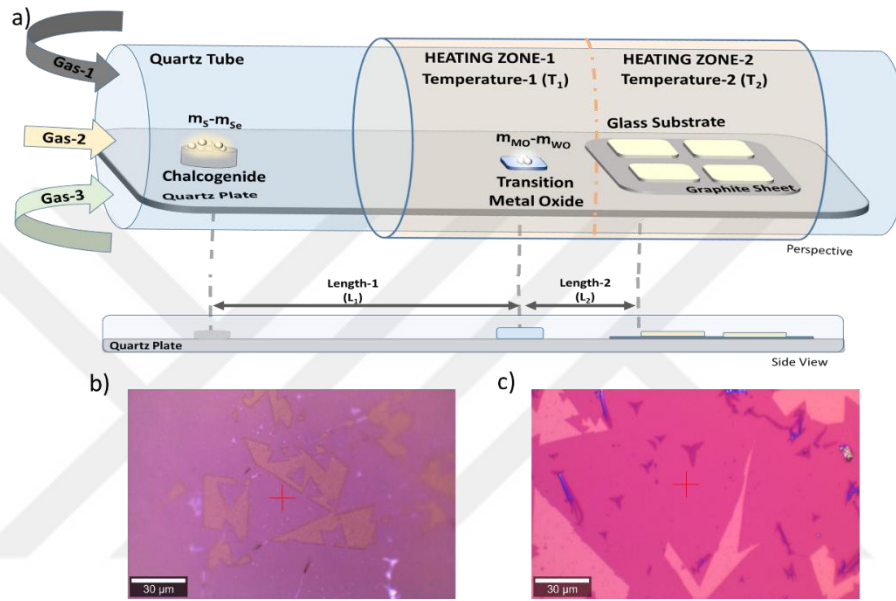 a)
Gas-1
Gas-2
Gas-3
Quartz Tube
HEATING ZONE-1
Temperature-1 (T₁)
HEATING ZONE-2
Temperature-2 (T₂)
mS-mSe
Chalcogenide
Quartz Plate
mMO-mWO
Transition
Metal Oxide
Glass Substrate
Graphite Sheet
Perspective
Length-1
(L₁)
Length-2
(L₂)
Quartz Plate
Side View
b)
30 μm
c)
30 μm